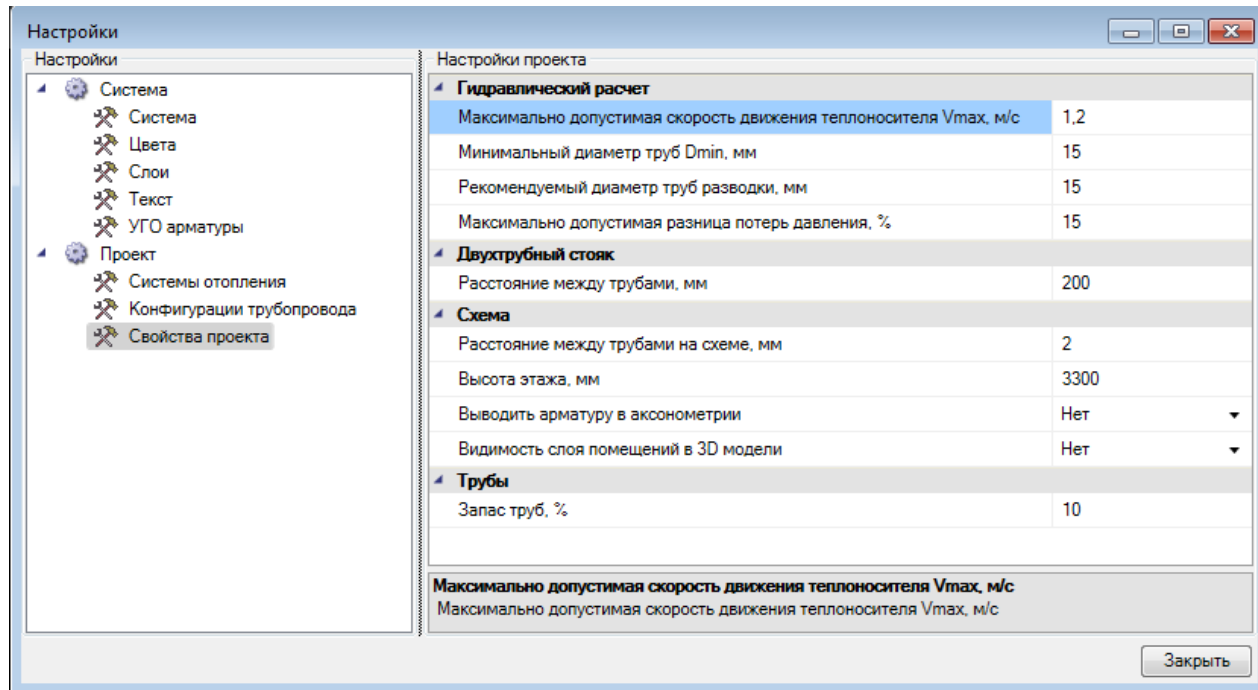 Настройки
Настройки
Система
Система
Цвета
Слои
Текст
УГО арматуры
Проект
Системы отопления
Конфигурации трубопровода
Свойства проекта
Настройки проекта
Гидравлический расчет
Максимально допустимая скорость движения теплоносителя Vmax, м/с 1,2
Минимальный диаметр труб Dmin, мм 15
Рекомендуемый диаметр труб разводки, мм 15
Максимально допустимая разница потерь давления, % 15
Двухтрубный стояк
Расстояние между трубами, мм 200
Схема
Расстояние между трубами на схеме, мм 2
Высота этажа, мм 3300
Выводить арматуру в аксонометрии Нет
Видимость слоя помещений в 3D модели Нет
Трубы
Запас труб, % 10
Максимально допустимая скорость движения теплоносителя Vmax, м/с
Максимально допустимая скорость движения теплоносителя Vmax, м/с
Закрыть